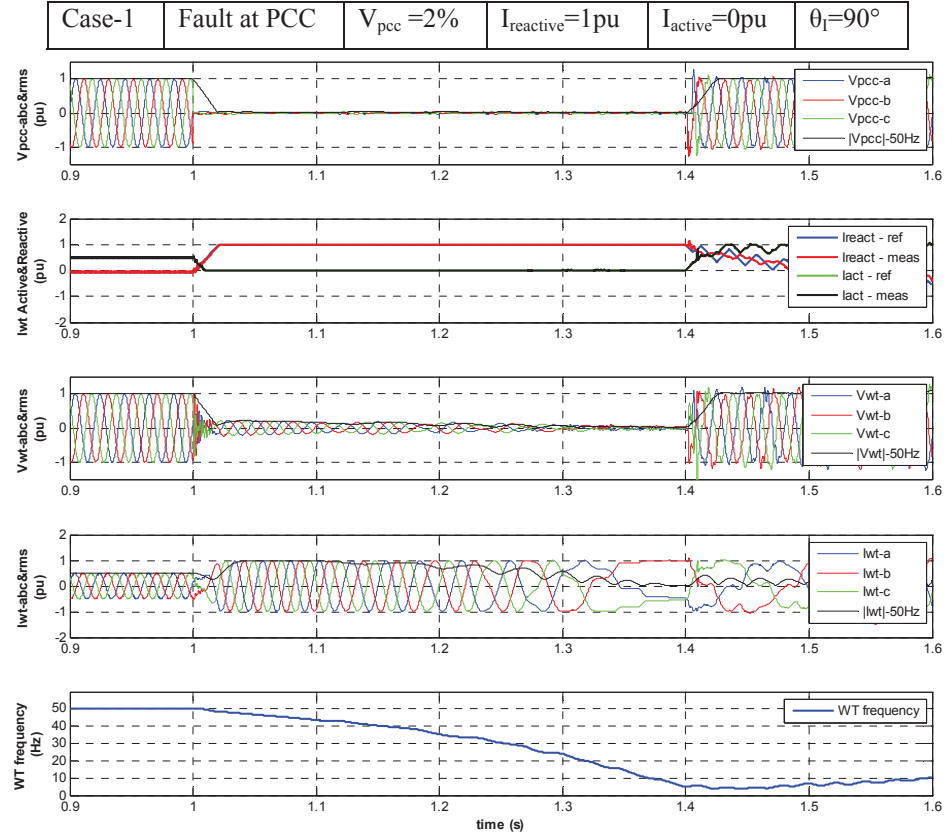 Case-1 Fault at PCC Vpcc =2% Ireactive=1pu Iactive=0pu θI=90°
Vpcc-abc&rms
(pu)
1
0
-1
Vpcc-a
Vpcc-b
Vpcc-c
|Vpcc|-50Hz
0.9 1 1.1 1.2 1.3 1.4 1.5 1.6
Iwt Active&Reactive
(pu)
2
1
0
-1
-2
Ireact - ref
Ireact - meas
Iact - ref
Iact - meas
0.9 1 1.1 1.2 1.3 1.4 1.5 1.6
Vwt-abc&rms
(pu)
1
0
-1
Vwt-a
Vwt-b
Vwt-c
|Vwt|-50Hz
0.9 1 1.1 1.2 1.3 1.4 1.5 1.6
Iwt-abc&rms
(pu)
2
1
0
-1
-2
Iwt-a
Iwt-b
Iwt-c
|Iwt|-50Hz
0.9 1 1.1 1.2 1.3 1.4 1.5 1.6
WT frequency
(Hz)
50
40
30
20
10
0
WT frequency
0.9 1 1.1 1.2 1.3 1.4 1.5 1.6
time (s)